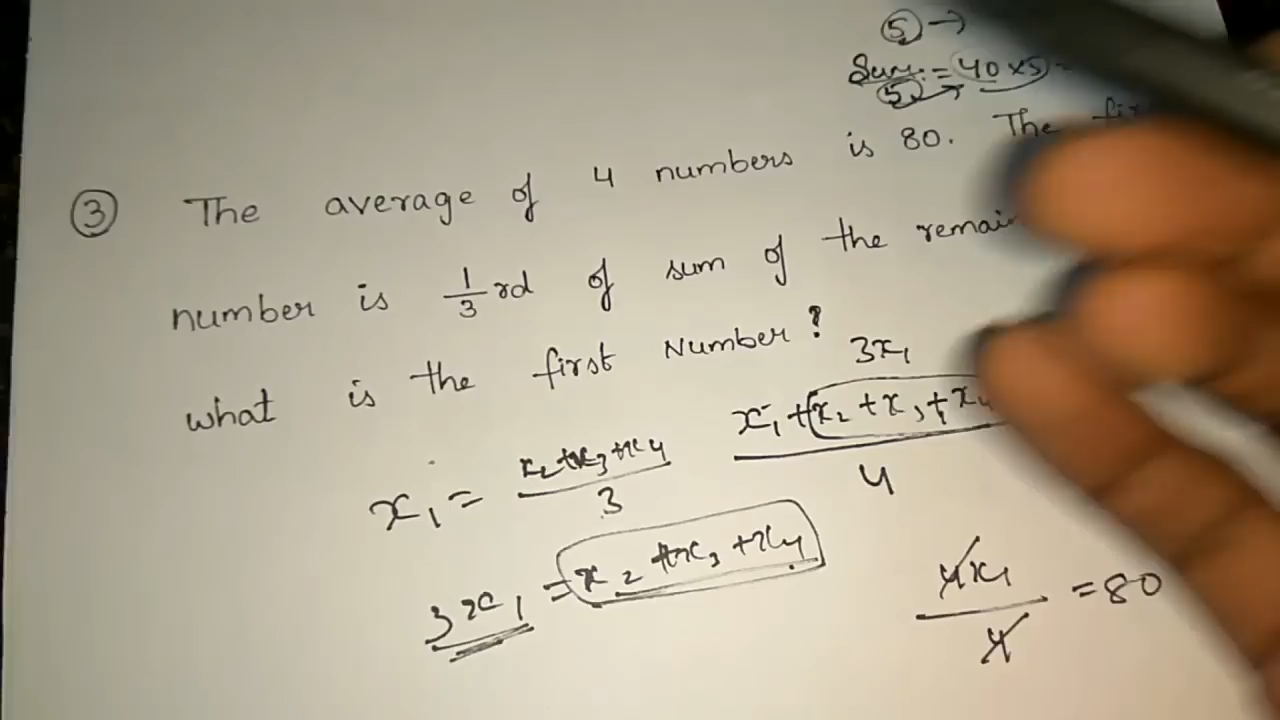 5 →
Sum: = 40 x 5
5 →
3 The average of 4 numbers is 80. The
number is 1/3 rd of sum of the
what is the first Number?
3x₁
x₁ = x₂ + x₃ + x₄ / 3
x₁ + x₂ + x₃ + x₄ / 4
3x₁ = x₂ + x₃ + x₄
4x₁ / 4 = 80